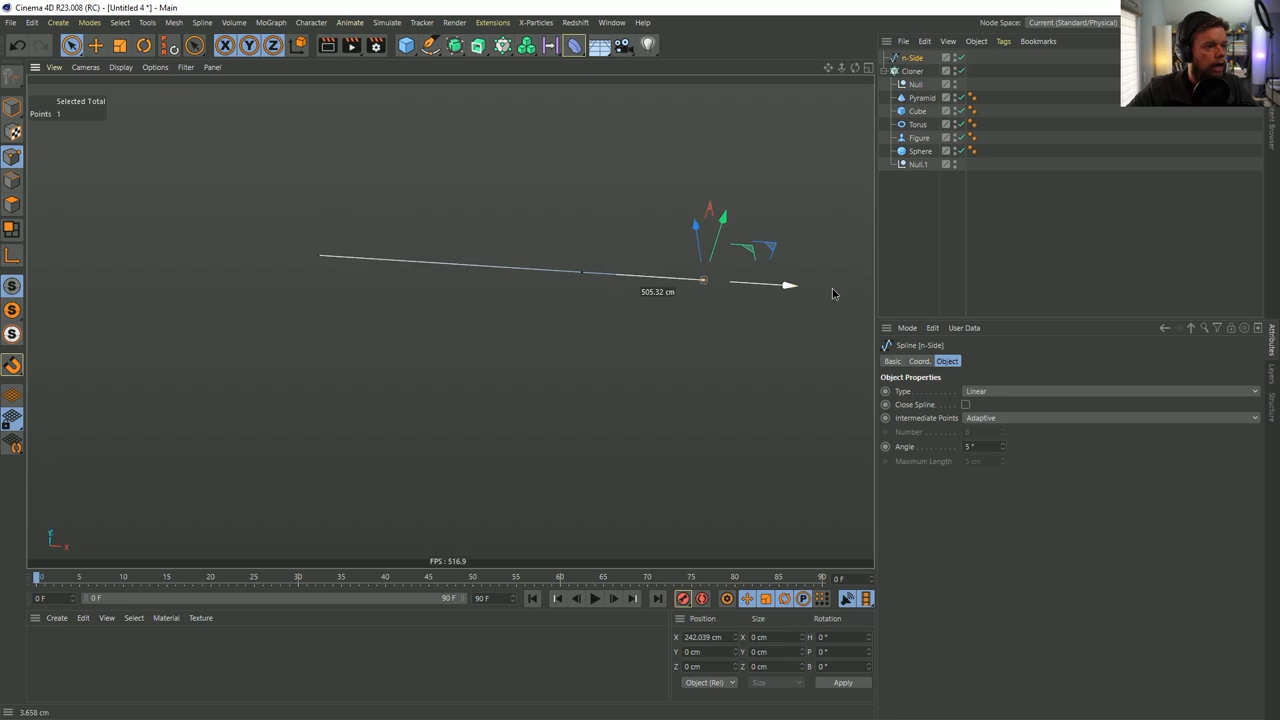 Cinema 4D R23.008 (RC) - [Untitled 4 *] - Main
File Edit Create Modes Select Tools Mesh Spline Volume MoGraph Character Animate Simulate Tracker Render Extensions X-Particles Redshift Window Help Node Space: Current (Standard/Physical)
File Edit View Object Tags Bookmarks
View Cameras Display Options Filter Panel
n-Side
Cloner
Null
Pyramid
Cube
Torus
Figure
Sphere
Null.1
Selected Total
Points 1
505.32 cm
Y
X
FPS : 516.9
Mode Edit User Data
Spline [n-Side]
Basic Coord. Object
Object Properties
Type Linear
Close Spline
Intermediate Points Adaptive
Number 8
Angle 5 °
Maximum Length 5 cm
Attributes
Layers
Structure
0 5 10 15 20 25 30 35 40 45 50 55 60 65 70 75 80 85 90 0 F
0 F 0 F 90 F 90 F
Create Edit View Select Material Texture
Position Size Rotation
X 242.039 cm X 0 cm H 0 °
Y 0 cm Y 0 cm P 0 °
Z 0 cm Z 0 cm B 0 °
Object (Rel) Size Apply
3.658 cm